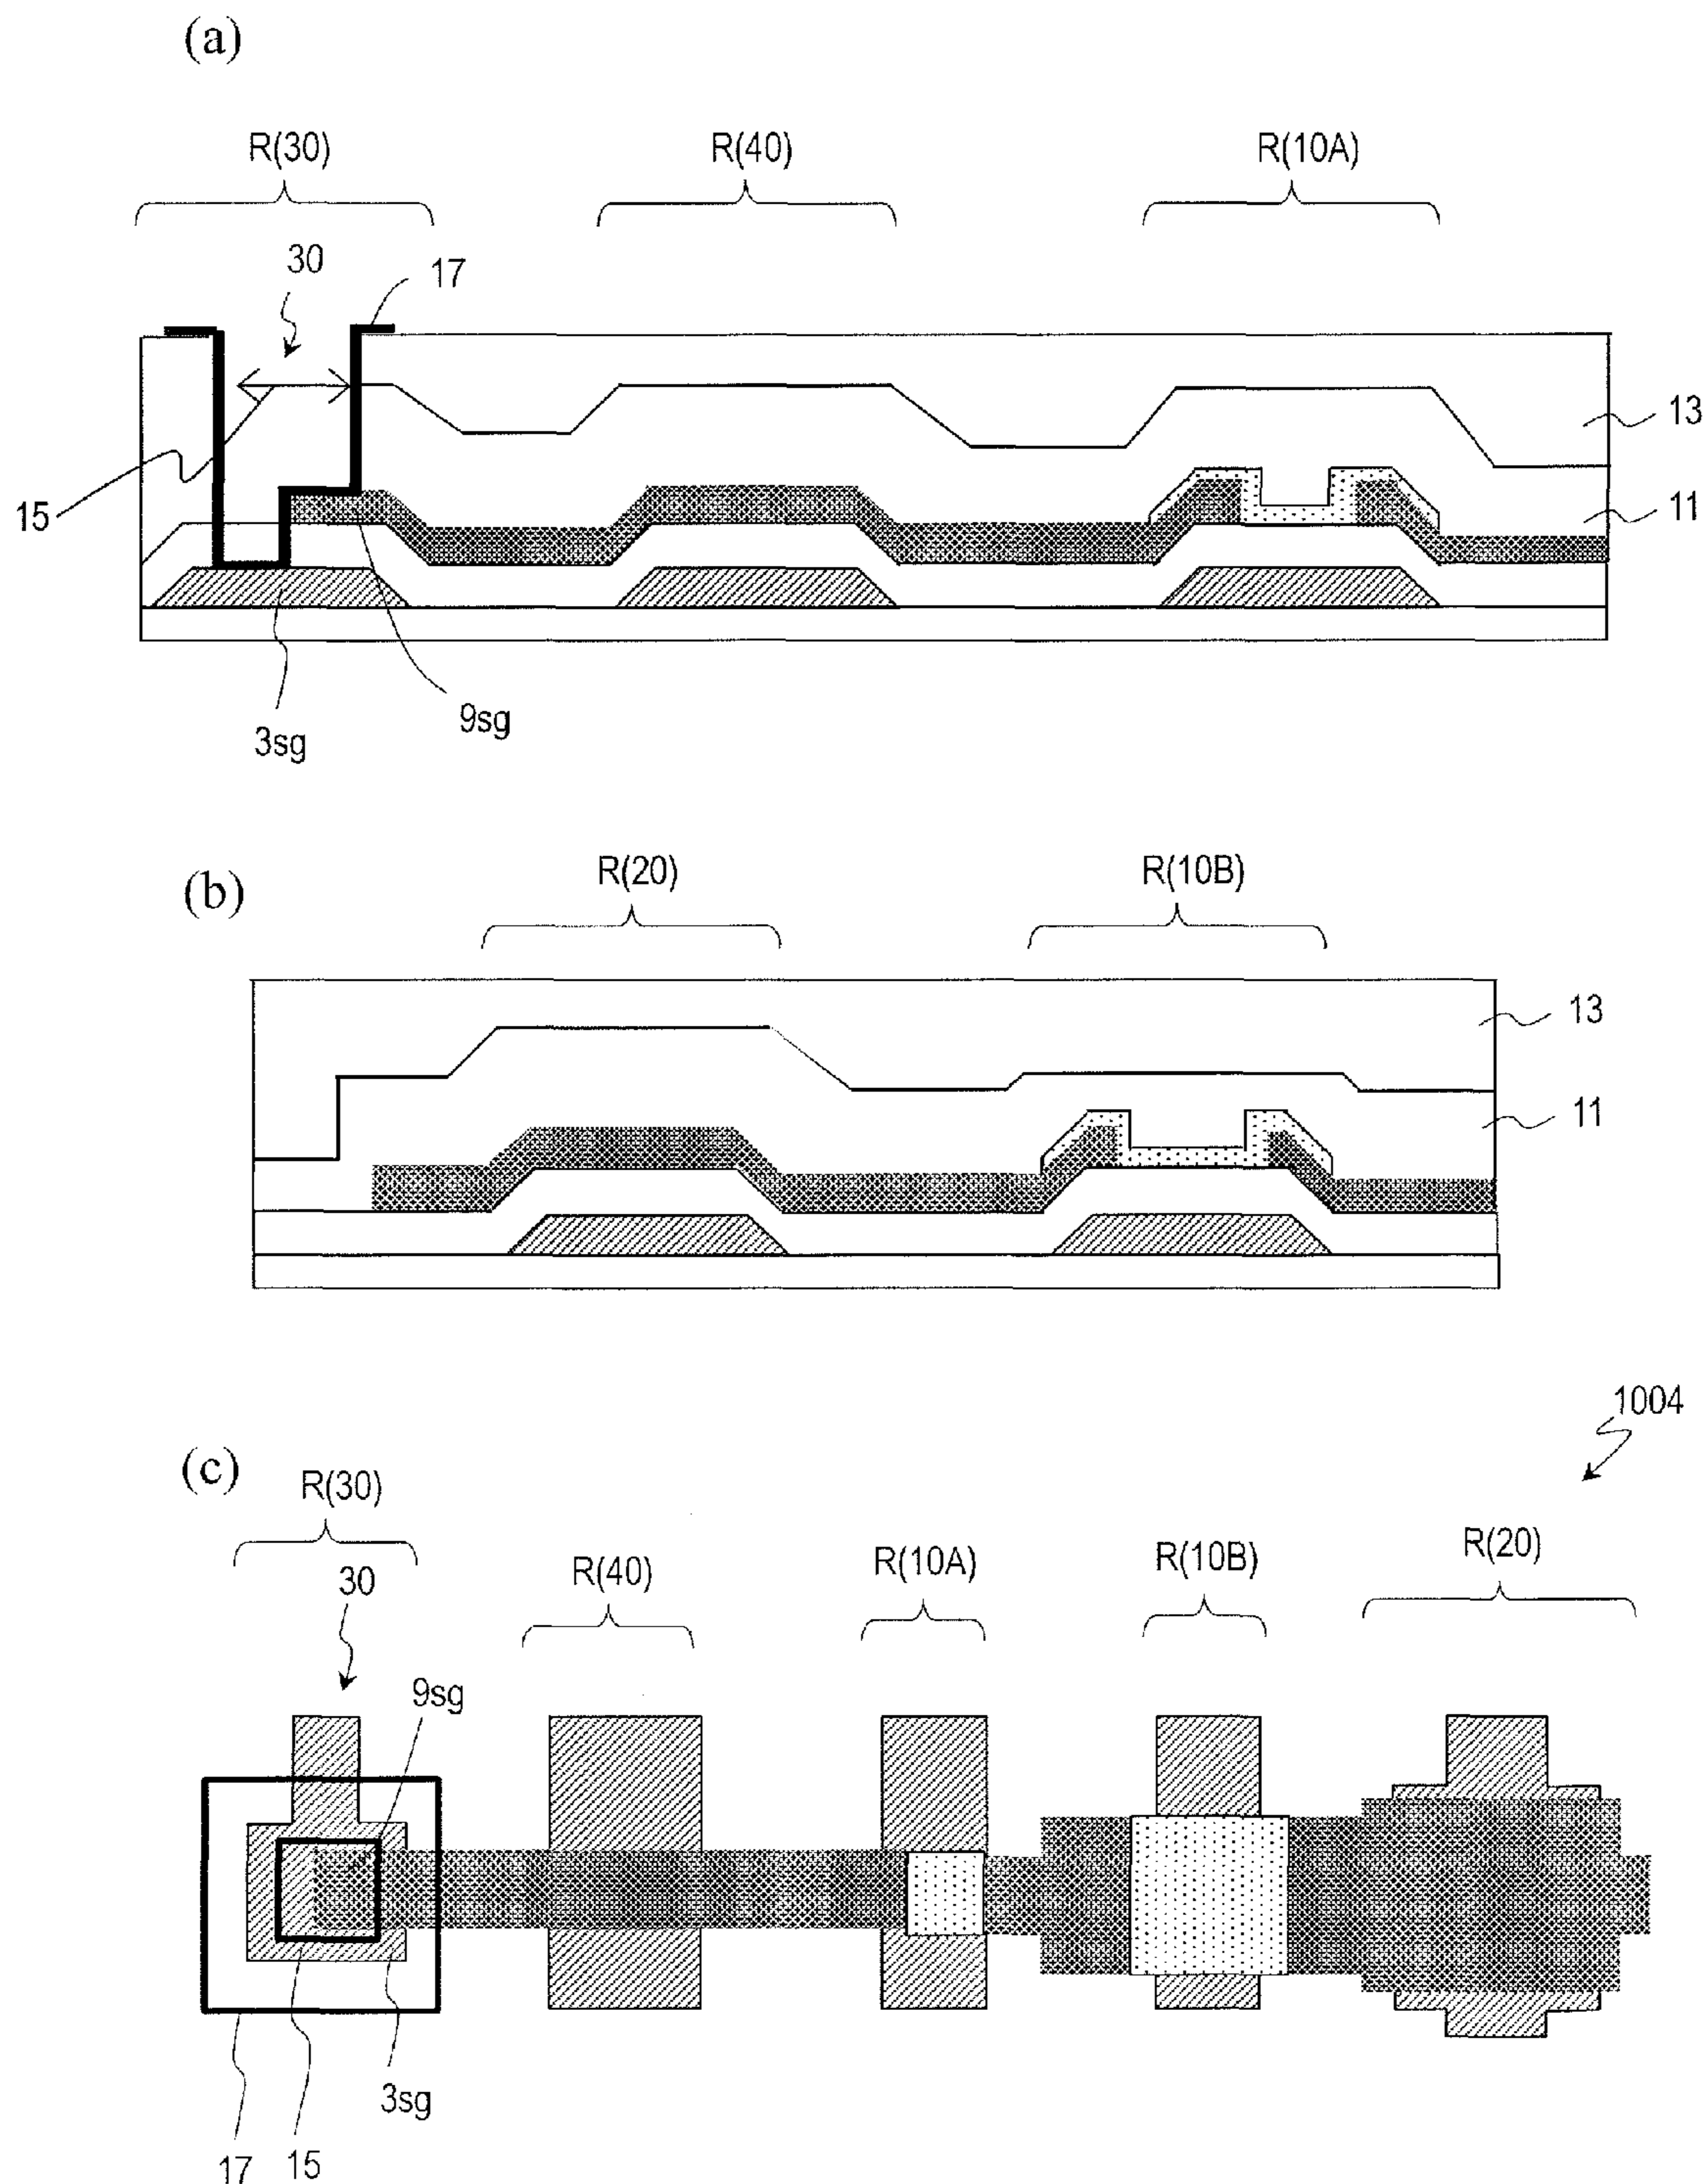 (a)
R(30) R(40) R(10A)
30 17
13
15
11
9sg
3sg
(b)
R(20) R(10B)
13
11
1004
(c)
R(30)
R(40) R(10A) R(10B) R(20)
30
9sg
3sg
17 15